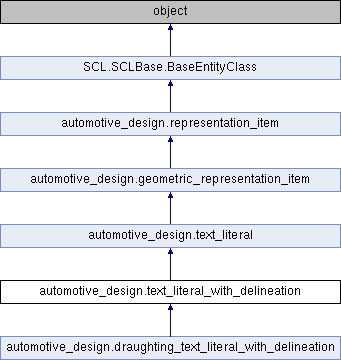 object
SCL.SCLBase.BaseEntityClass
automotive_design.representation_item
automotive_design.geometric_representation_item
automotive_design.text_literal
automotive_design.text_literal_with_delineation
automotive_design.draughting_text_literal_with_delineation